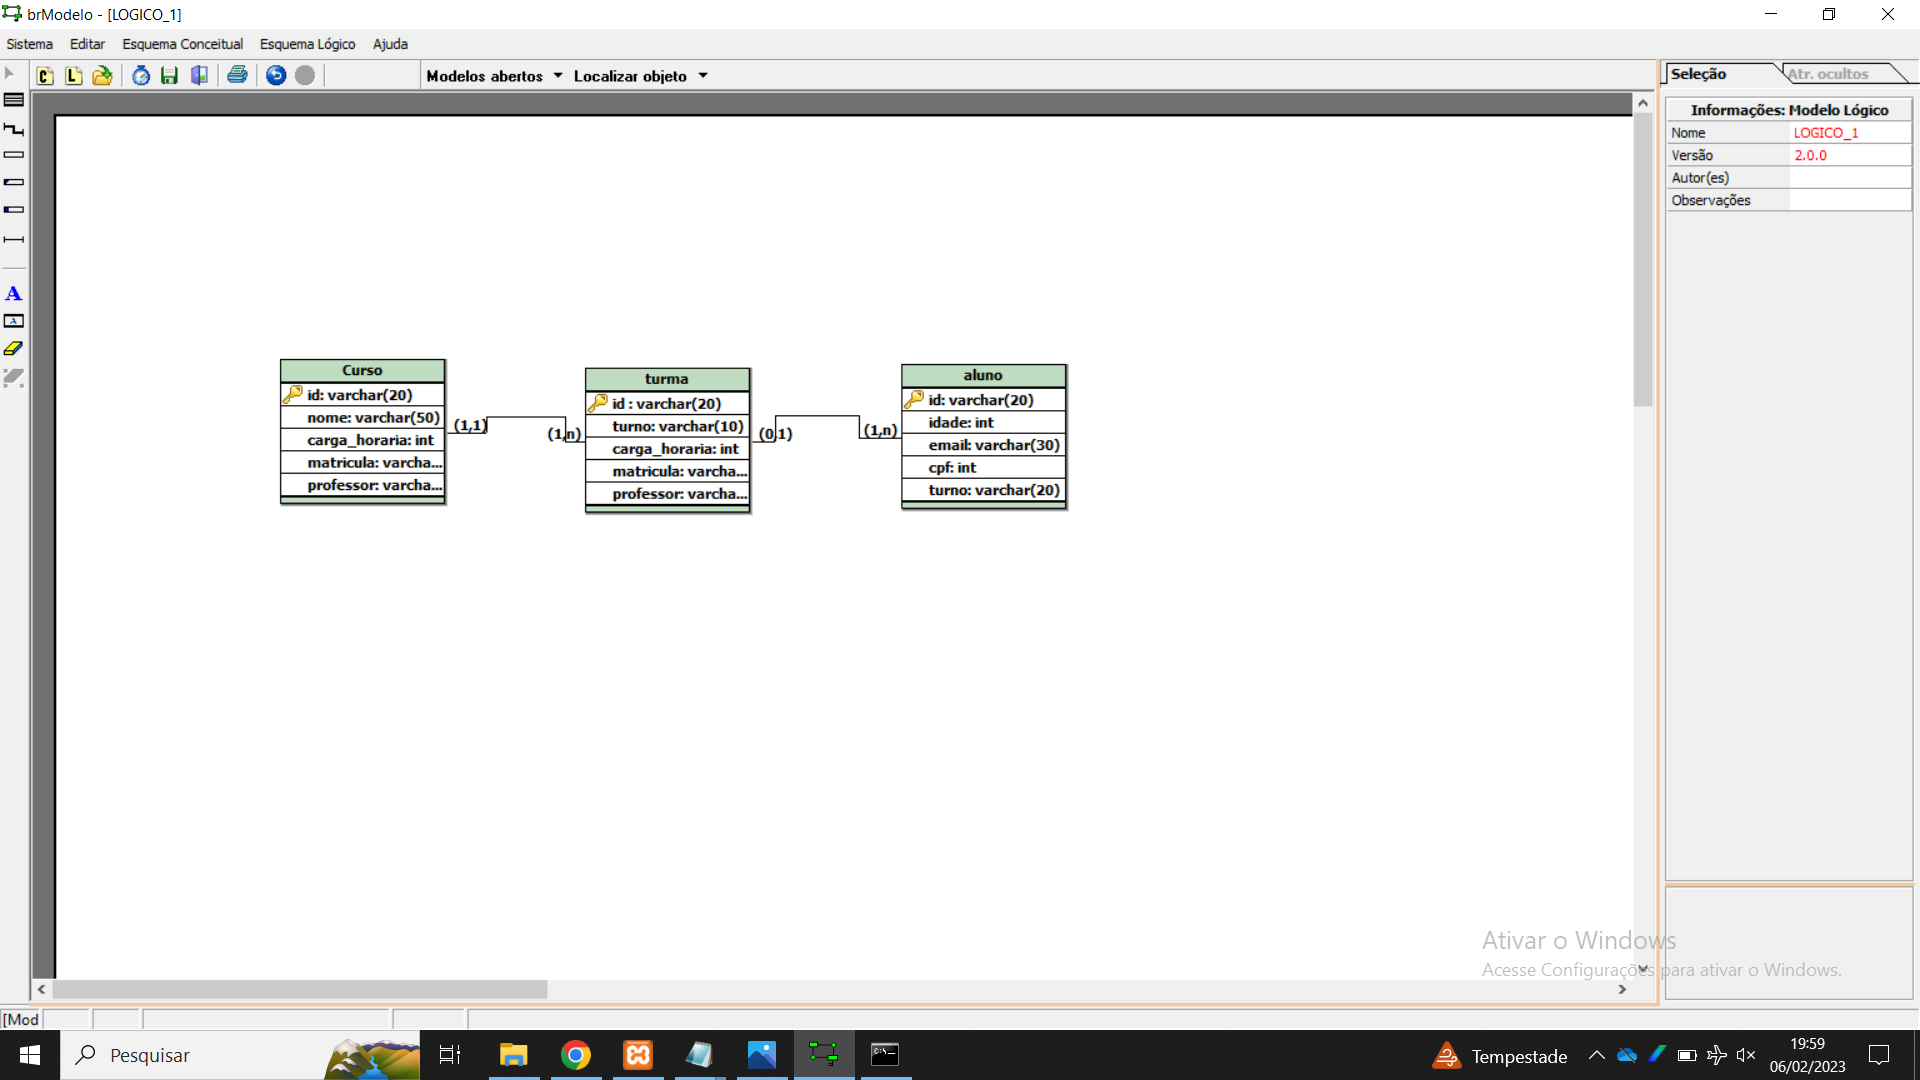 brModelo - [LOGICO_1]
Sistema Editar Esquema Conceitual Esquema Lógico Ajuda
C L Modelos abertos Localizar objeto
Seleção Atr. ocultos
Informações: Modelo Lógico
Nome LOGICO_1
Versão 2.0.0
Autor(es)
Observações
A
A
Curso
id: varchar(20)
nome: varchar(50)
carga_horaria: int
matricula: varcha...
professor: varcha...
(1,1)
(1,n)
turma
id : varchar(20)
turno: varchar(10)
carga_horaria: int
matricula: varcha...
professor: varcha...
(0,1)
(1,n)
aluno
id: varchar(20)
idade: int
email: varchar(30)
cpf: int
turno: varchar(20)
Ativar o Windows
Acesse Configurações para ativar o Windows.
[Mod
Pesquisar
Tempestade
19:59
06/02/2023